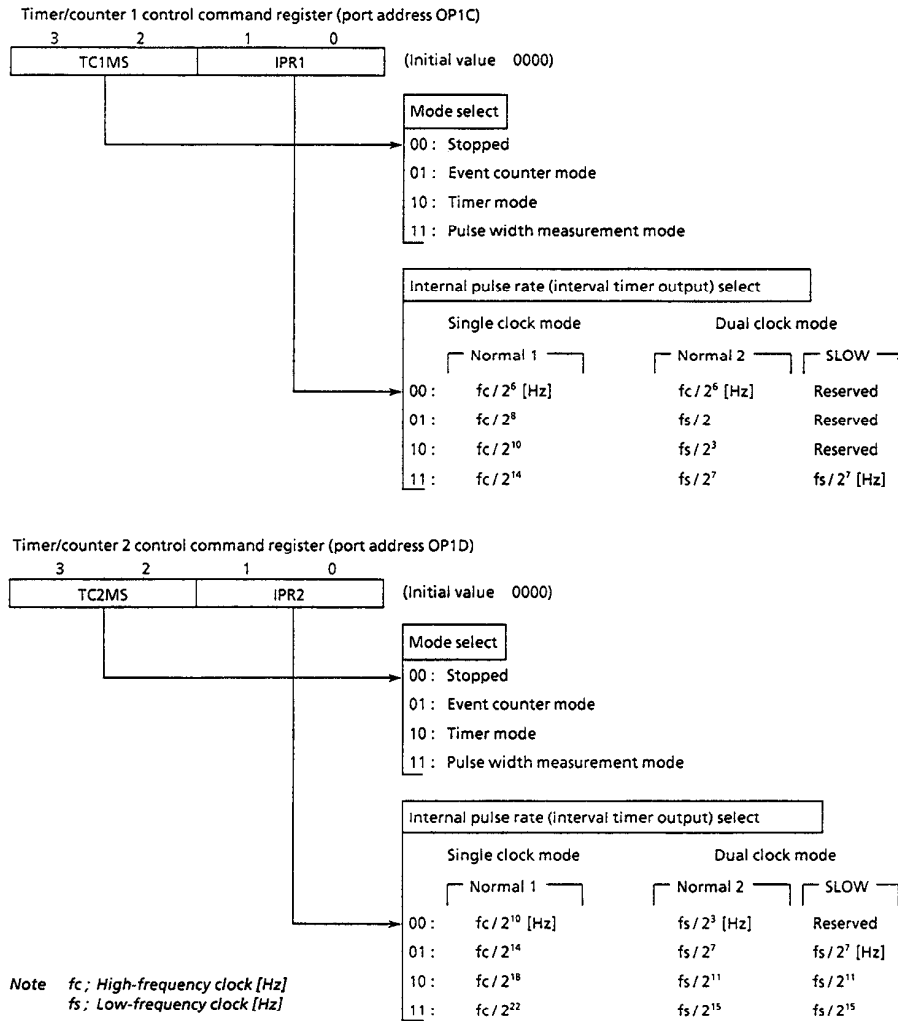 Timer/counter 1 control command register (port address OP1C)
3 2 1 0
TC1MS IPR1 (Initial value 0000)
Mode select
00 : Stopped
01 : Event counter mode
10 : Timer mode
11 : Pulse width measurement mode
Internal pulse rate (interval timer output) select
Single clock mode Dual clock mode
Normal 1 Normal 2 SLOW
00 : fc / 2⁶ [Hz] fc / 2⁶ [Hz] Reserved
01 : fc / 2⁸ fs / 2 Reserved
10 : fc / 2¹⁰ fs / 2³ Reserved
11 : fc / 2¹⁴ fs / 2⁷ fs / 2⁷ [Hz]
Timer/counter 2 control command register (port address OP1D)
3 2 1 0
TC2MS IPR2 (Initial value 0000)
Mode select
00 : Stopped
01 : Event counter mode
10 : Timer mode
11 : Pulse width measurement mode
Internal pulse rate (interval timer output) select
Single clock mode Dual clock mode
Normal 1 Normal 2 SLOW
00 : fc / 2¹⁰ [Hz] fs / 2³ [Hz] Reserved
01 : fc / 2¹⁴ fs / 2⁷ fs / 2⁷ [Hz]
10 : fc / 2¹⁸ fs / 2¹¹ fs / 2¹¹
11 : fc / 2²² fs / 2¹⁵ fs / 2¹⁵
Note fc ; High-frequency clock [Hz]
fs ; Low-frequency clock [Hz]